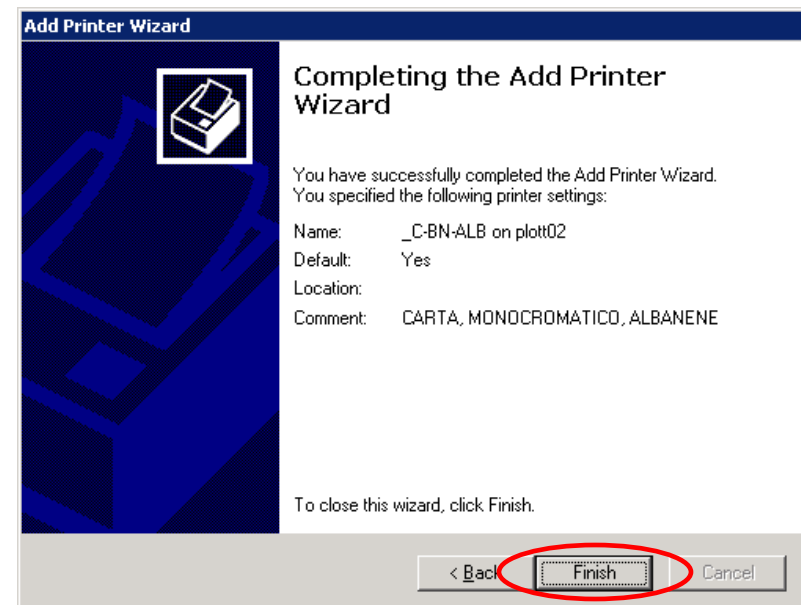 Add Printer Wizard
Completing the Add Printer
Wizard
You have successfully completed the Add Printer Wizard.
You specified the following printer settings:
Name: _C-BN-ALB on plott02
Default: Yes
Location:
Comment: CARTA, MONOCROMATICO, ALBANENE
To close this wizard, click Finish.
< Back Finish Cancel